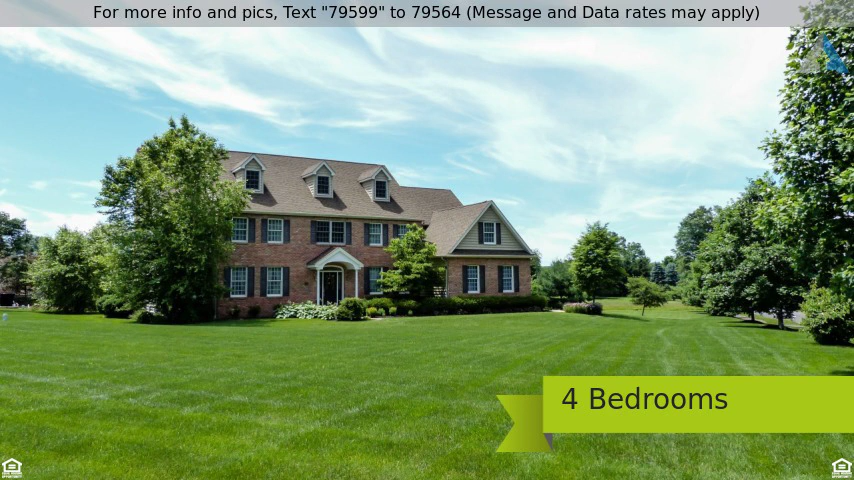 For more info and pics, Text "79599" to 79564 (Message and Data rates may apply)
4 Bedrooms